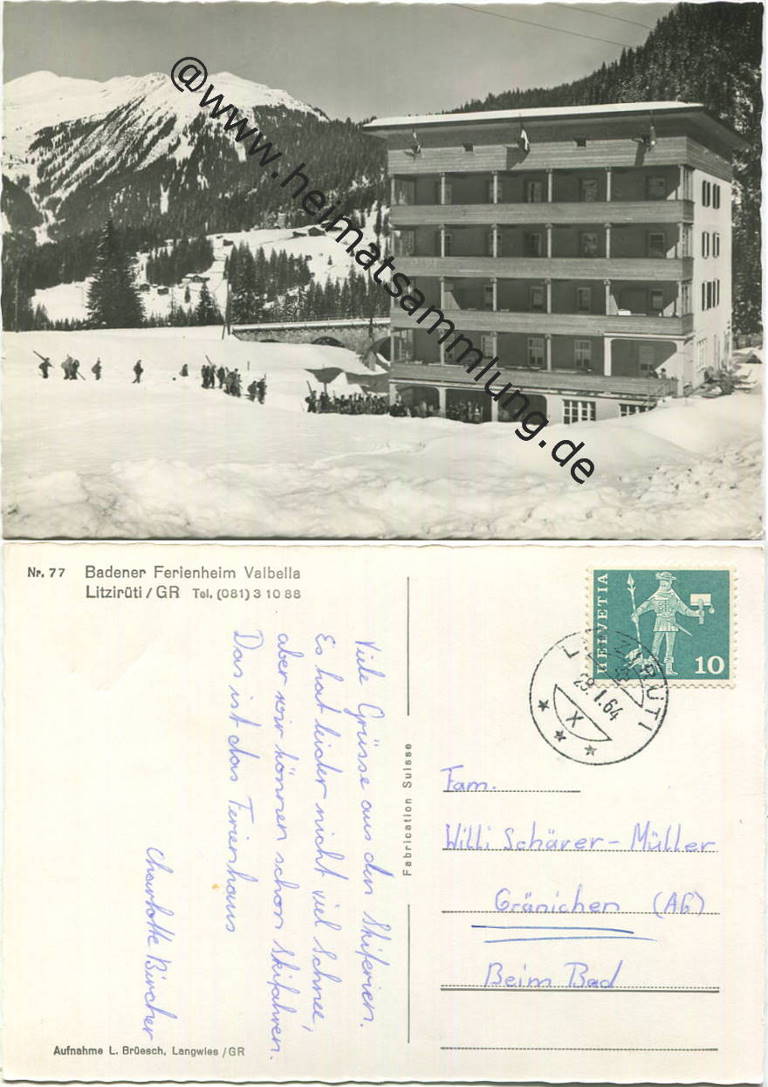 @www.heimatsammlung.de
Nr. 77 Badener Ferienheim Valbella
Litzirüti / GR Tel. (081) 3 10 88
Viele Grüsse aus den Skiferien.
Es hat leider nicht viel Schnee,
aber wir können schon skifahren.
Das ist das Ferienhaus
Charlotte Bircher
Aufnahme L. Brüesch, Langwies / GR
Fabrication Suisse
HELVETIA
10
LITZIRÜTI
29.1.64
X
Fam.
Willi Schärer-Müller
Gränichen (AG)
Beim Bad